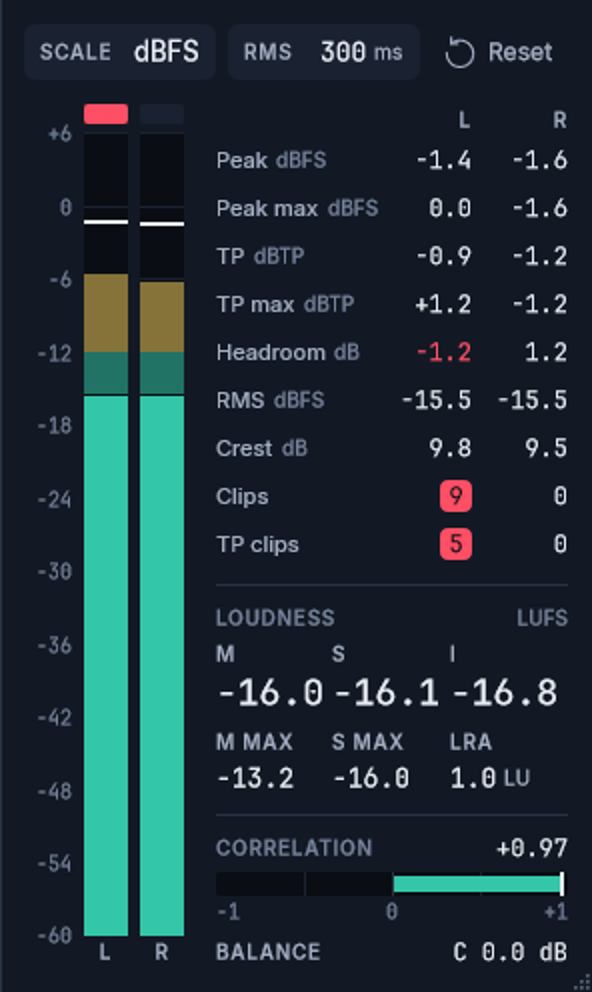 SCALE dBFS RMS 300 ms Reset
L R
+6
0
-6
-12
-18
-24
-30
-36
-42
-48
-54
-60
L R
Peak dBFS -1.4 -1.6
Peak max dBFS 0.0 -1.6
TP dBTP -0.9 -1.2
TP max dBTP +1.2 -1.2
Headroom dB -1.2 1.2
RMS dBFS -15.5 -15.5
Crest dB 9.8 9.5
Clips 9 0
TP clips 5 0
LOUDNESS LUFS
M S I
-16.0 -16.1 -16.8
M MAX S MAX LRA
-13.2 -16.0 1.0 LU
CORRELATION +0.97
-1 0 +1
BALANCE C 0.0 dB